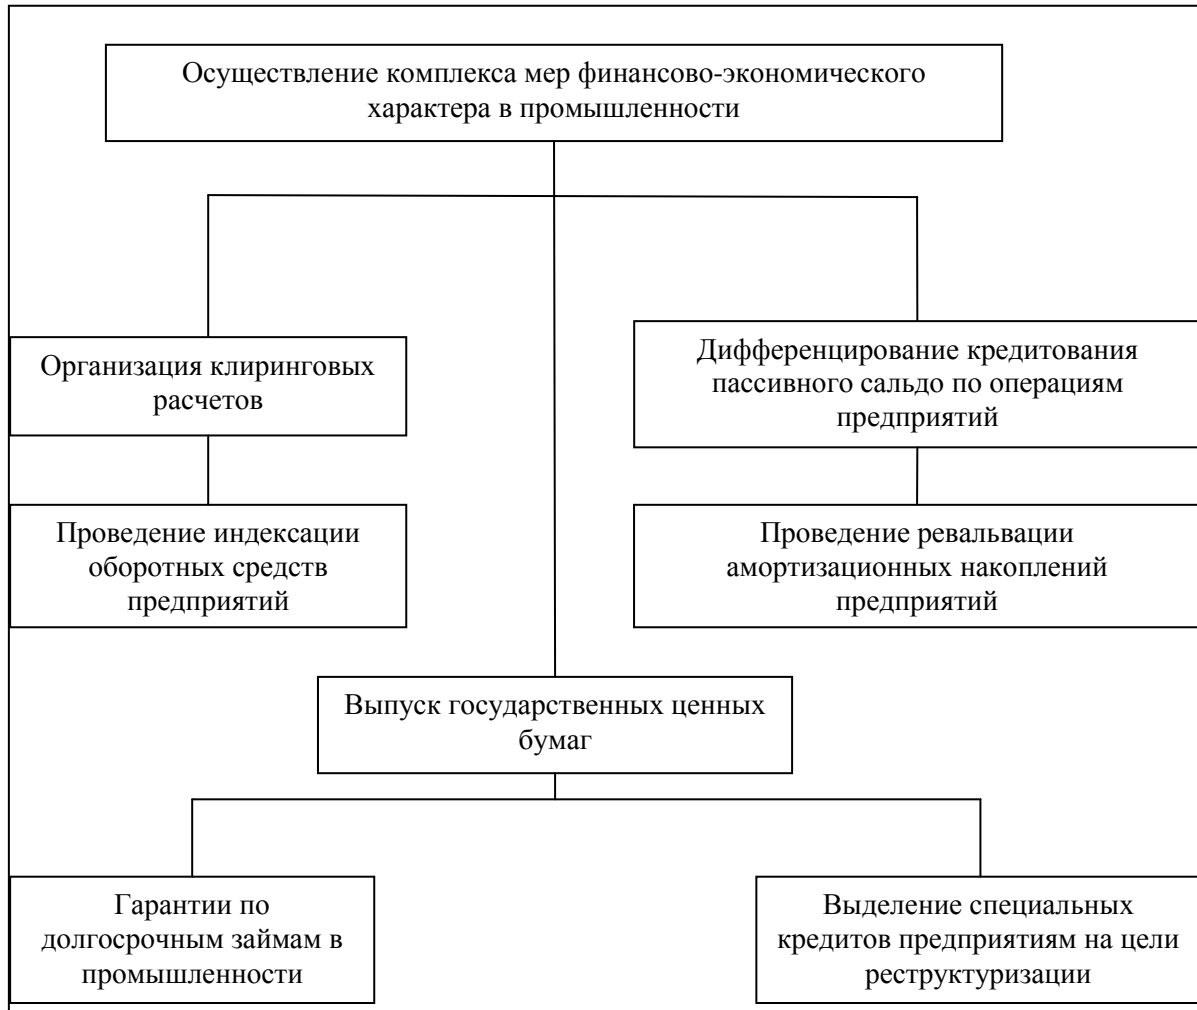 Осуществление комплекса мер финансово-экономического
характера в промышленности
Организация клиринговых
расчетов
Дифференцирование кредитования
пассивного сальдо по операциям
предприятий
Проведение индексации
оборотных средств
предприятий
Проведение ревальвации
амортизационных накоплений
предприятий
Выпуск государственных ценных
бумаг
Гарантии по
долгосрочным займам в
промышленности
Выделение специальных
кредитов предприятиям на цели
реструктуризации